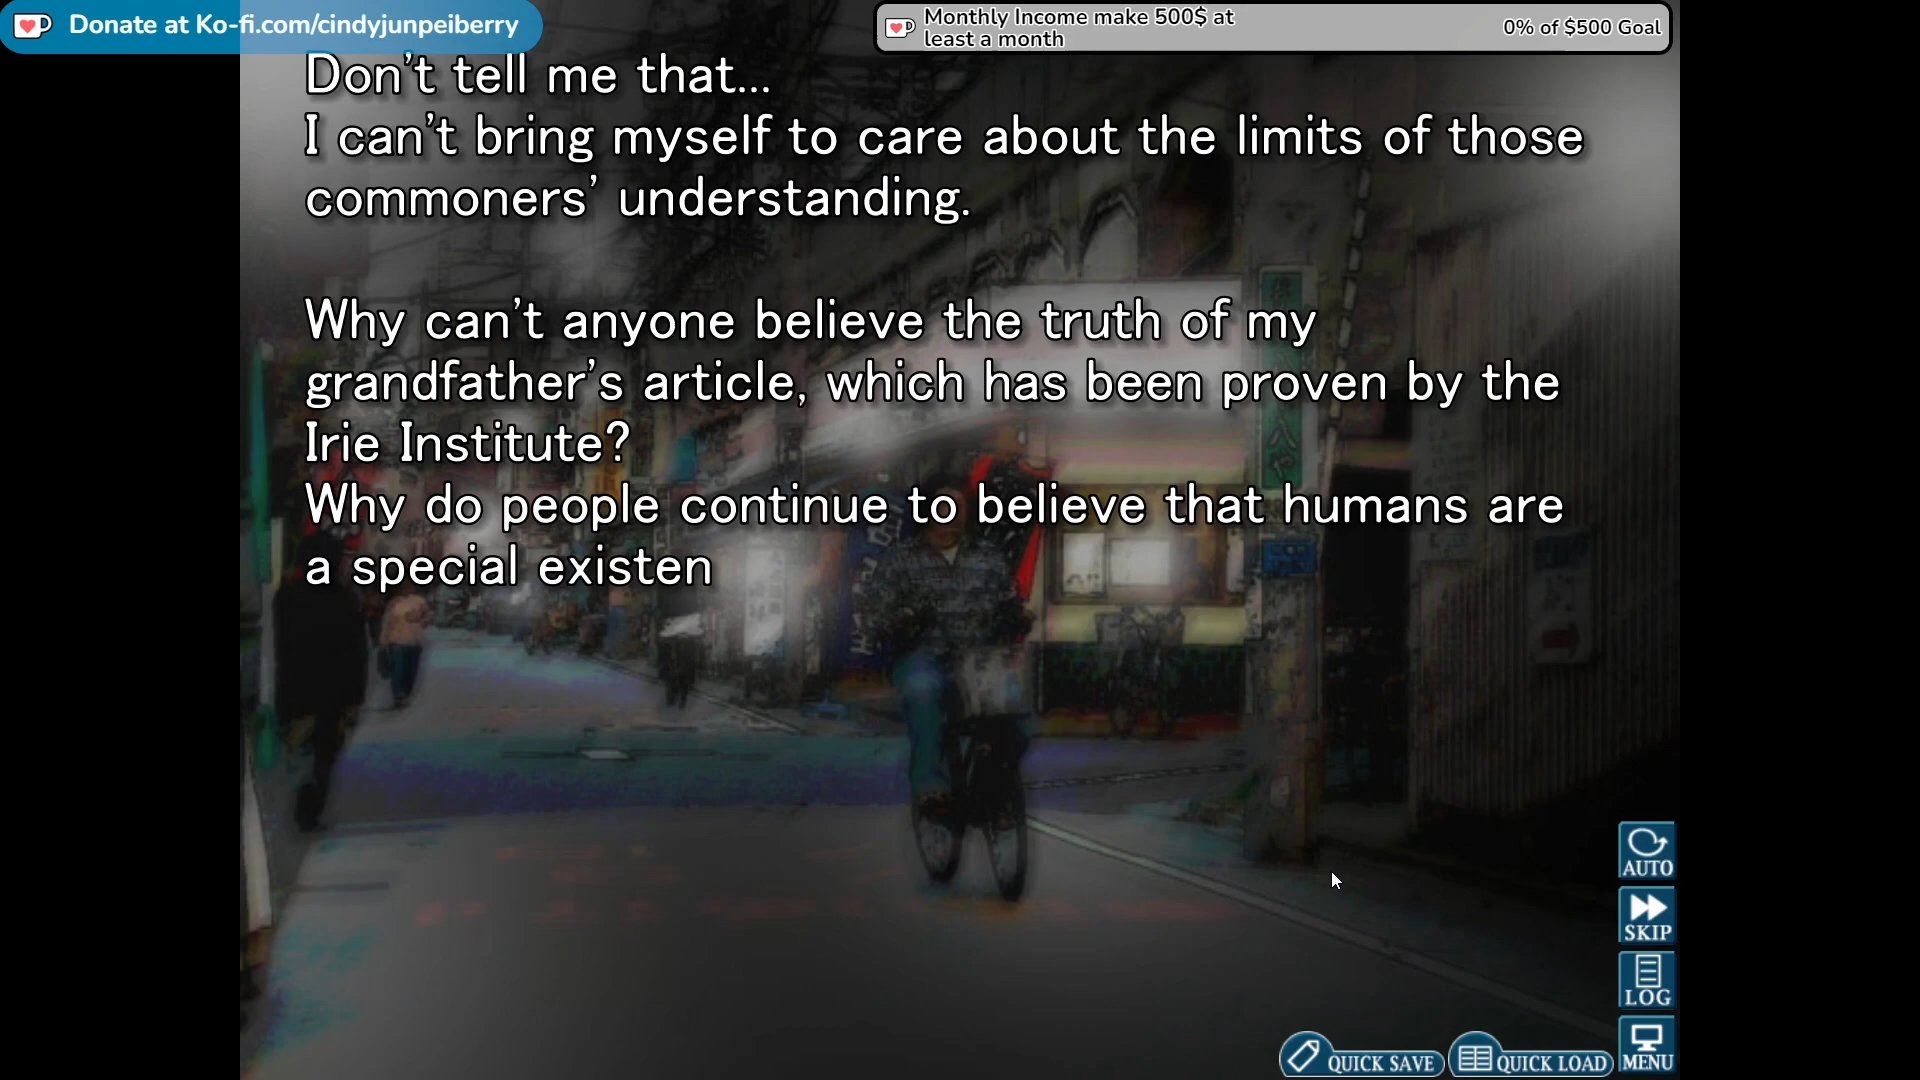 Donate at Ko-fi.com/cindyjunpeiberry
Monthly Income make 500$ at
least a month
0% of $500 Goal
Don't tell me that...
I can't bring myself to care about the limits of those
commoners' understanding.
Why can't anyone believe the truth of my
grandfather's article, which has been proven by the
Irie Institute?
Why do people continue to believe that humans are
a special existen
AUTO
SKIP
LOG
MENU
QUICK SAVE
QUICK LOAD